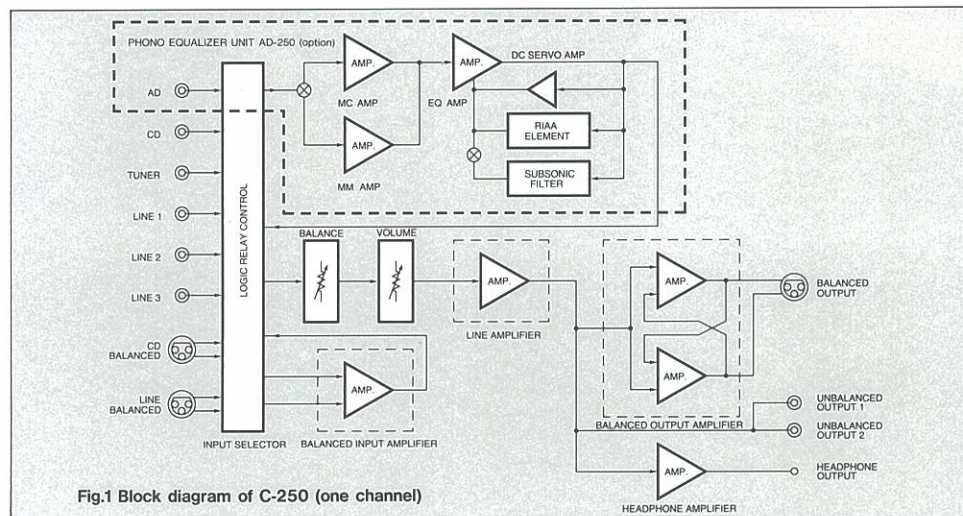 PHONO EQUALIZER UNIT AD-250 (option)
AD
CD
TUNER
LINE 1
LINE 2
LINE 3
CD
BALANCED
LINE
BALANCED
LOGIC RELAY CONTROL
INPUT SELECTOR
AMP.
MC AMP
AMP.
MM AMP
AMP.
EQ AMP
DC SERVO AMP
RIAA
ELEMENT
SUBSONIC
FILTER
BALANCE
VOLUME
AMP.
LINE AMPLIFIER
AMP.
BALANCED INPUT AMPLIFIER
AMP.
AMP.
BALANCED OUTPUT AMPLIFIER
BALANCED
OUTPUT
UNBALANCED
OUTPUT 1
UNBALANCED
OUTPUT 2
AMP.
HEADPHONE AMPLIFIER
HEADPHONE
OUTPUT
Fig.1 Block diagram of C-250 (one channel)